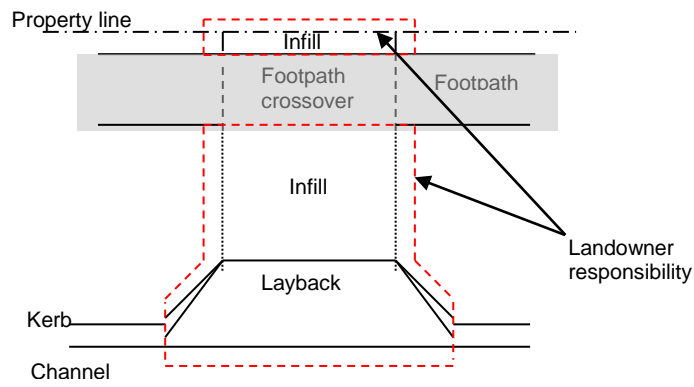 Property line
Infill
Footpath
crossover
Footpath
Infill
Landowner
responsibility
Layback
Kerb
Channel